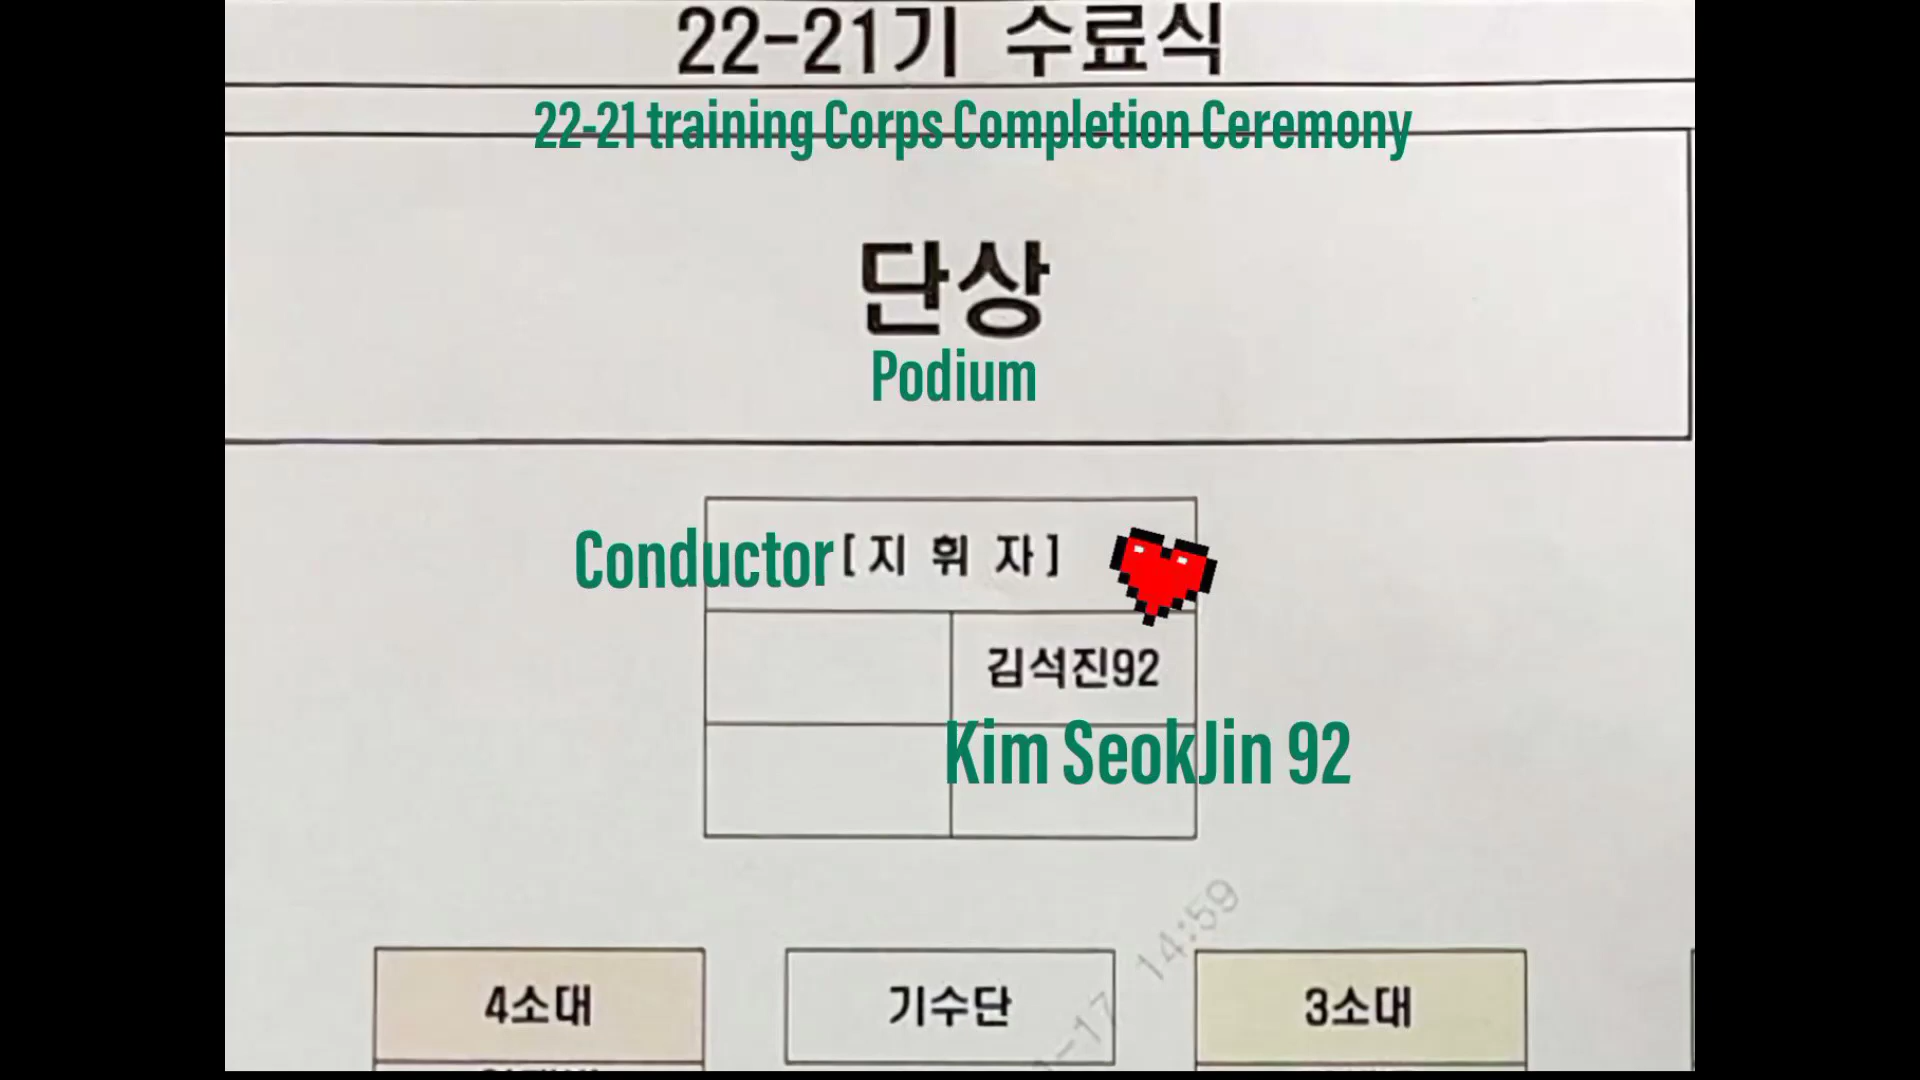 22-21기 수료식
22-21 training Corps Completion Ceremony
단상
Podium
Conductor [지 휘 자]
김석진92
Kim SeokJin 92
14:59
-17
4소대
기수단
3소대